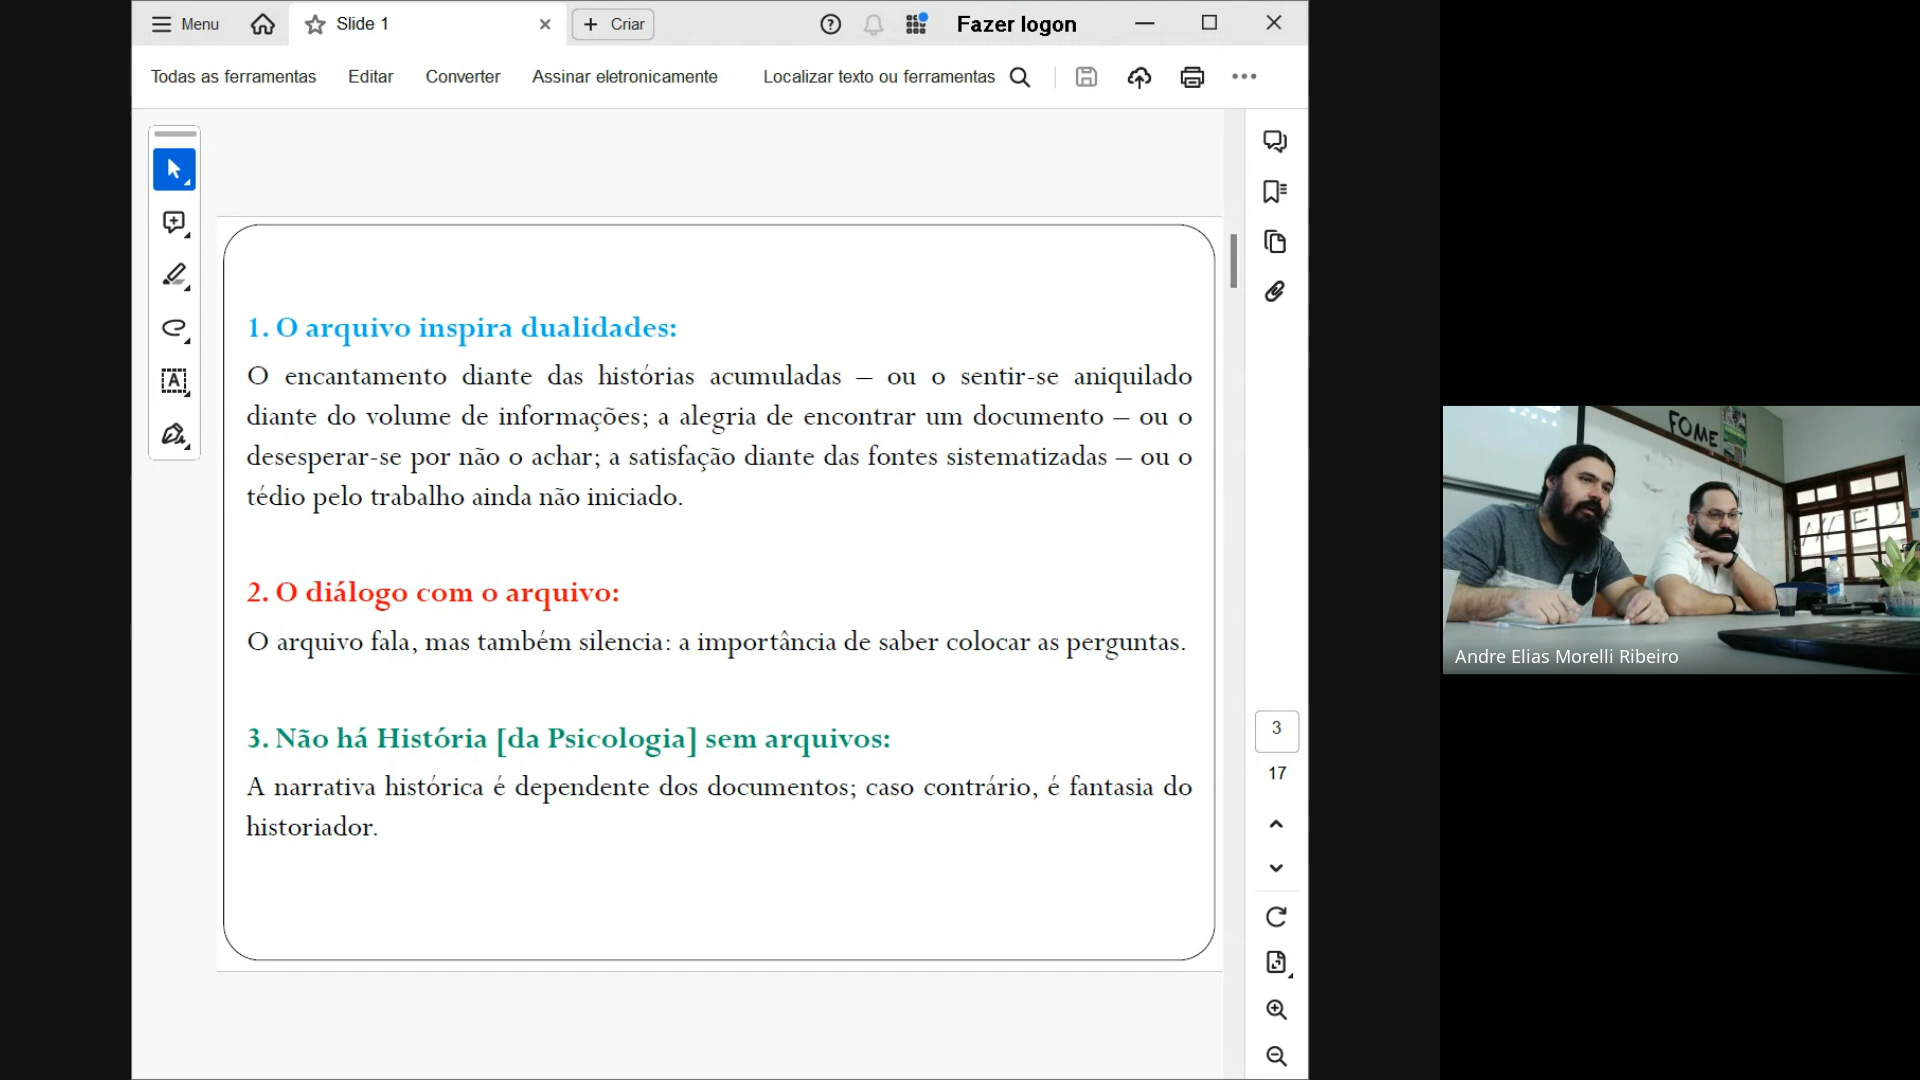 Menu
Slide 1
Criar
Fazer logon
Todas as ferramentas
Editar
Converter
Assinar eletronicamente
Localizar texto ou ferramentas
1. O arquivo inspira dualidades:
O encantamento diante das histórias acumuladas – ou o sentir-se aniquilado
diante do volume de informações; a alegria de encontrar um documento – ou o
desesperar-se por não o achar; a satisfação diante das fontes sistematizadas – ou o
tédio pelo trabalho ainda não iniciado.
2. O diálogo com o arquivo:
O arquivo fala, mas também silencia: a importância de saber colocar as perguntas.
3. Não há História [da Psicologia] sem arquivos:
A narrativa histórica é dependente dos documentos; caso contrário, é fantasia do
historiador.
3
17
FOME
Andre Elias Morelli Ribeiro